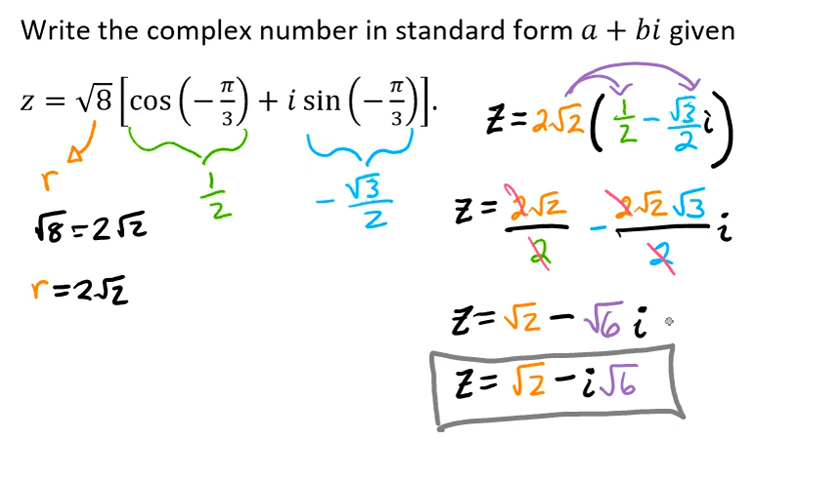 Write the complex number in standard form a + bi given
z = √8 [cos (−π/3) + i sin (−π/3)].
r
1/2
−√3/2
√8 = 2√2
r = 2√2
z = 2√2 (1/2 − √3/2 i)
z = 2√2/2 − 2√2√3/2 i
z = √2 − √6 i
z = √2 − i√6